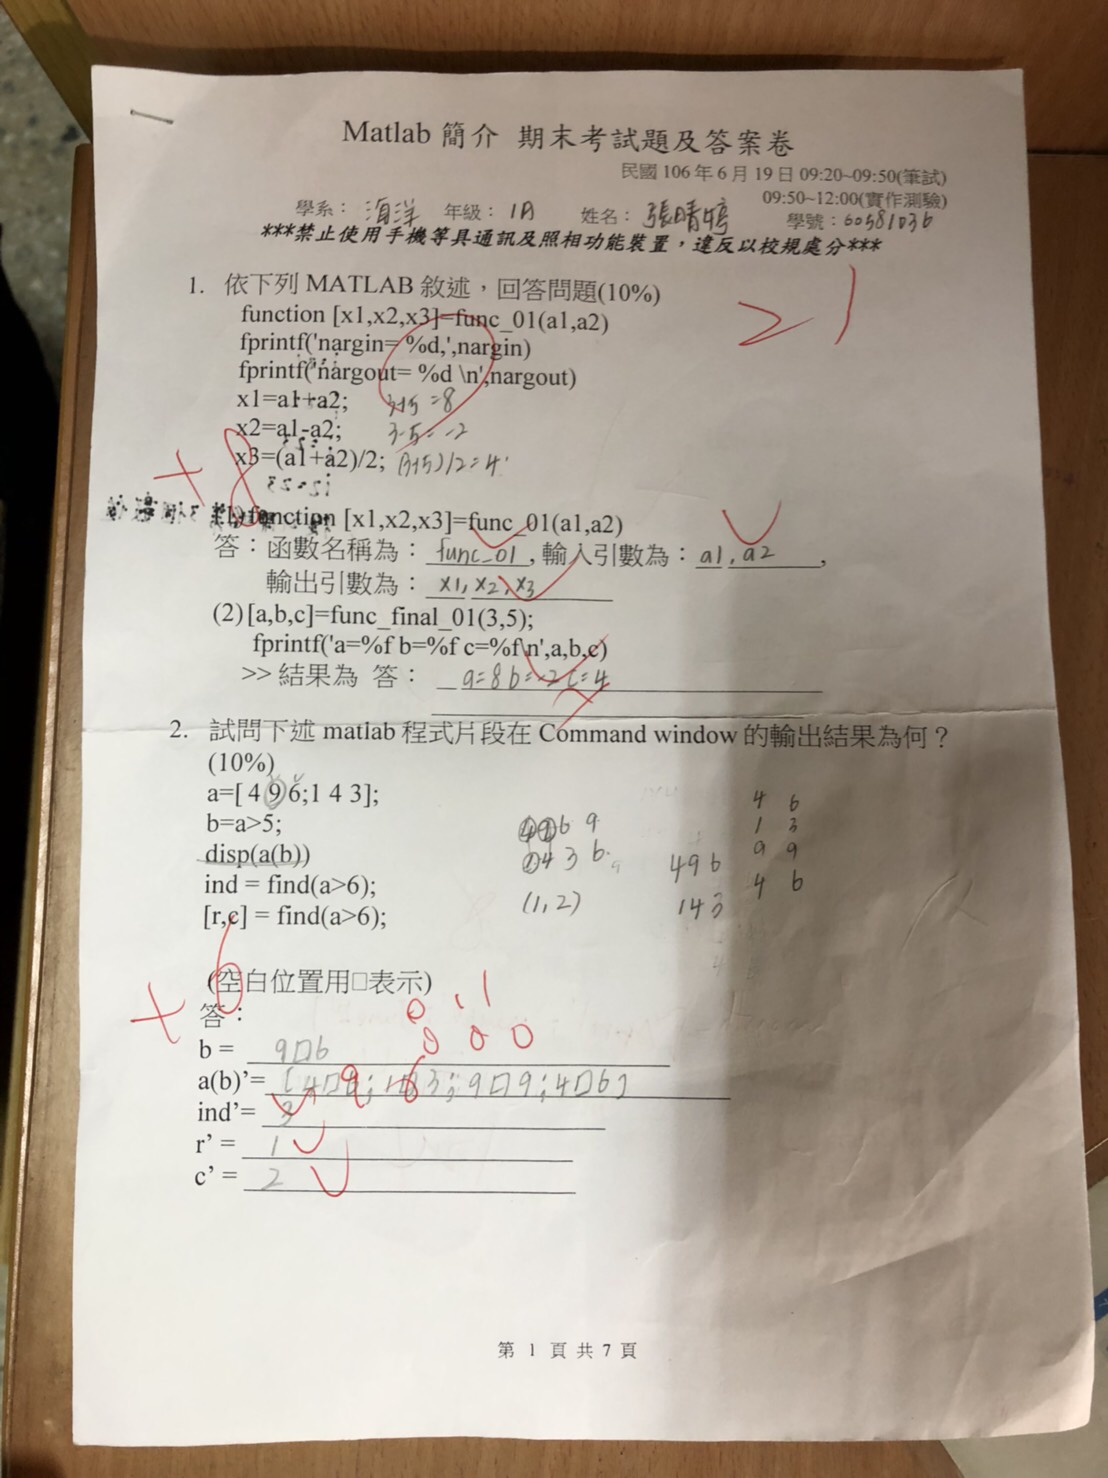 Matlab 簡介 期末考試題及答案卷
民國 106 年 6 月 19 日 09:20~09:50(筆試)
09:50~12:00(實作測驗)
學系： 海洋 年級： 1A 姓名： 張晴婷 學號：60581036
***禁止使用手機等具通訊及照相功能裝置，違反以校規處分***
21
1. 依下列 MATLAB 敘述，回答問題(10%)
function [x1,x2,x3]=func_01(a1,a2)
fprintf('nargin= %d,',nargin)
fprintf('nargout= %d \n',nargout)
x1=a1+a2; 3+5=8
x2=a1-a2; 3-5=-2
x3=(a1+a2)/2; (3+5)/2=4
+8
function [x1,x2,x3]=func_01(a1,a2)
答：函數名稱為： func_01 , 輸入引數為： a1, a2 ,
輸出引數為： x1, x2, x3
(2)[a,b,c]=func_final_01(3,5);
fprintf('a=%f b=%f c=%f\n',a,b,c)
>> 結果為 答： a=8 b=-2 c=4
2. 試問下述 matlab 程式片段在 Command window 的輸出結果為何？
(10%)
a=[ 4 9 6;1 4 3];
b=a>5;
disp(a(b))
ind = find(a>6);
[r,c] = find(a>6);
4 6
1 3
9 9
4 6
6 9
4 3 6
(1,2)
4 9 6
1 4 3
+6
(空白位置用□表示)
答：
0 1 1
0 0 0
b = 9□6
a(b)’= [4□6;1□3;9□9;4□6]
9 6
ind’= 3
r’ = 1
c’ = 2
第 1 頁 共 7 頁